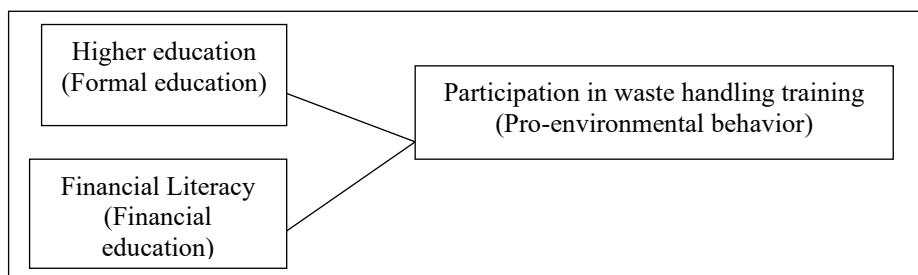 Higher education
(Formal education)
Participation in waste handling training
(Pro-environmental behavior)
Financial Literacy
(Financial
education)